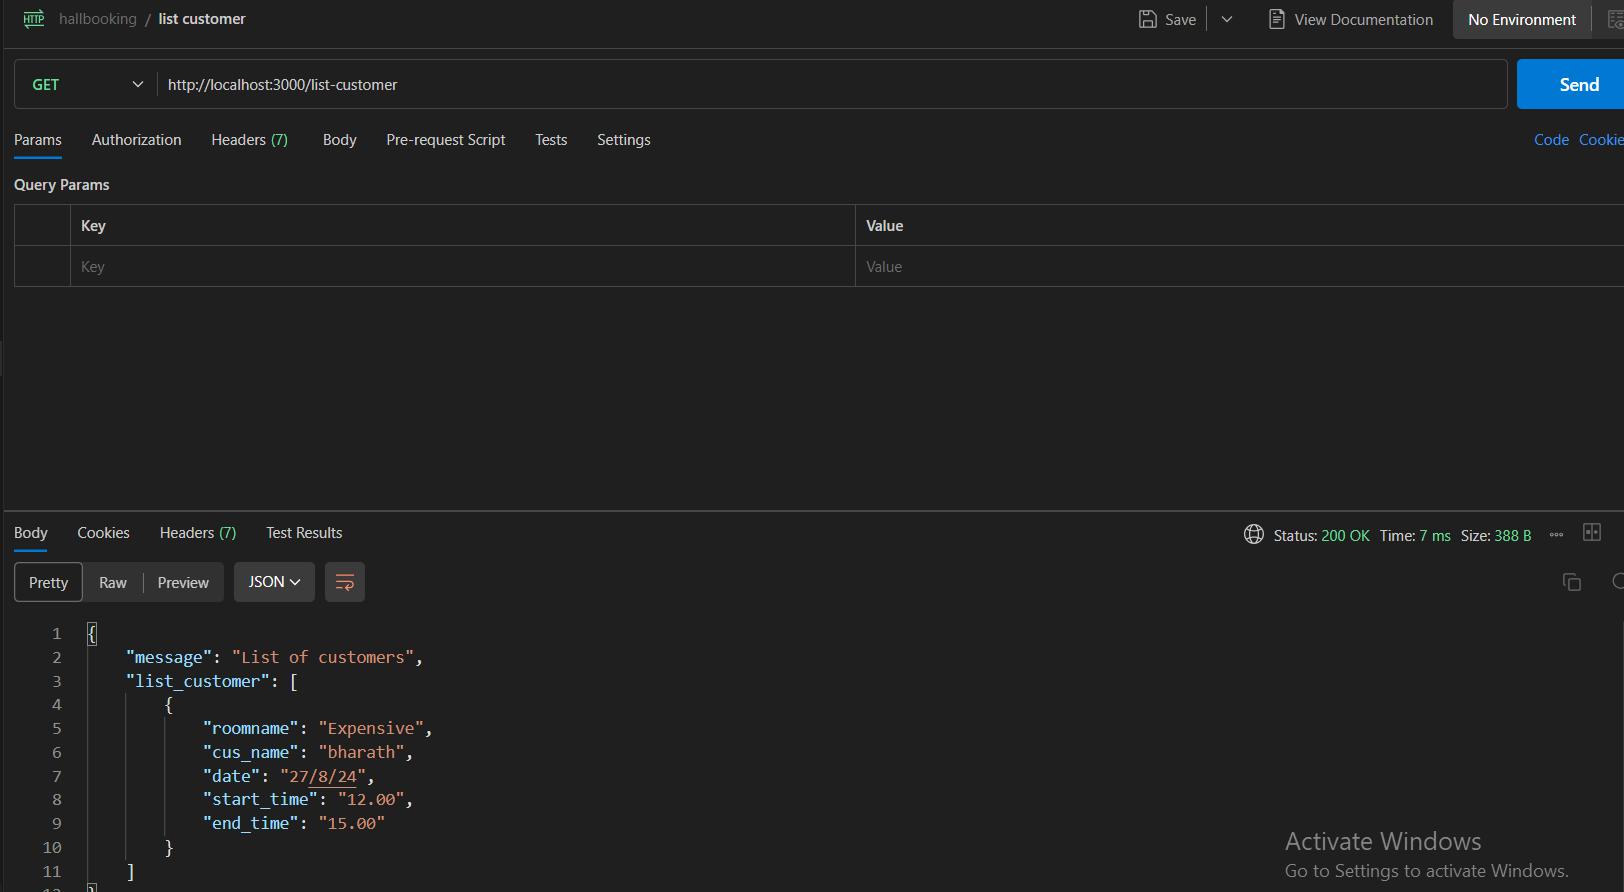 HTTP hallbooking / list customer Save View Documentation No Environment
GET http://localhost:3000/list-customer Send
Params Authorization Headers (7) Body Pre-request Script Tests Settings Code Cookie
Query Params
Key Value
Key Value
Body Cookies Headers (7) Test Results Status: 200 OK Time: 7 ms Size: 388 B
Pretty Raw Preview JSON
1 {
2 "message": "List of customers",
3 "list_customer": [
4 {
5 "roomname": "Expensive",
6 "cus_name": "bharath",
7 "date": "27/8/24",
8 "start_time": "12.00",
9 "end_time": "15.00"
10 }
11 ]
12 }
Activate Windows
Go to Settings to activate Windows.